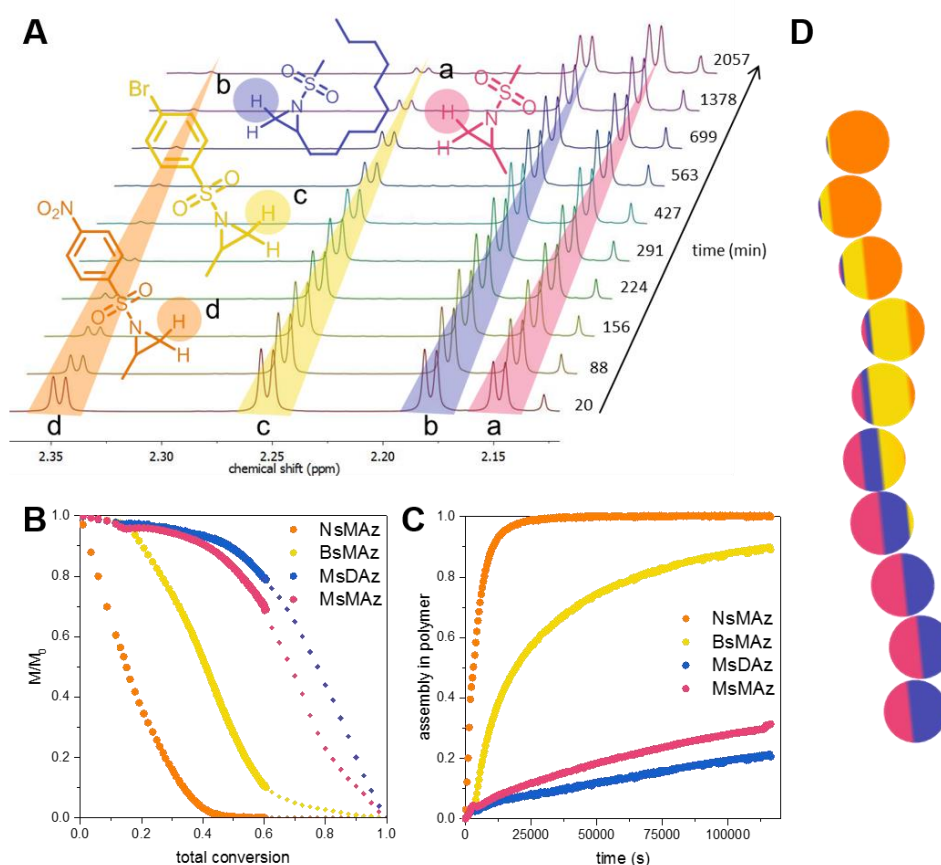 A
D
2057
1378
699
563
427
291
224
156
88
20
time (min)
b
H
H
N
S
O
O
a
H
H
N
S
O
O
Br
S
O
O
N
H
H
c
O₂N
S
O
O
N
H
H
d
d
c
b
a
2.35
2.30
2.25
2.20
2.15
chemical shift (ppm)
B
NsMAz
BsMAz
MsDAz
MsMAz
M/M₀
1.0
0.8
0.6
0.4
0.2
0.0
0.0
0.2
0.4
0.6
0.8
1.0
total conversion
C
NsMAz
BsMAz
MsDAz
MsMAz
assembly in polymer
1.0
0.8
0.6
0.4
0.2
0.0
0
25000
50000
75000
100000
time (s)